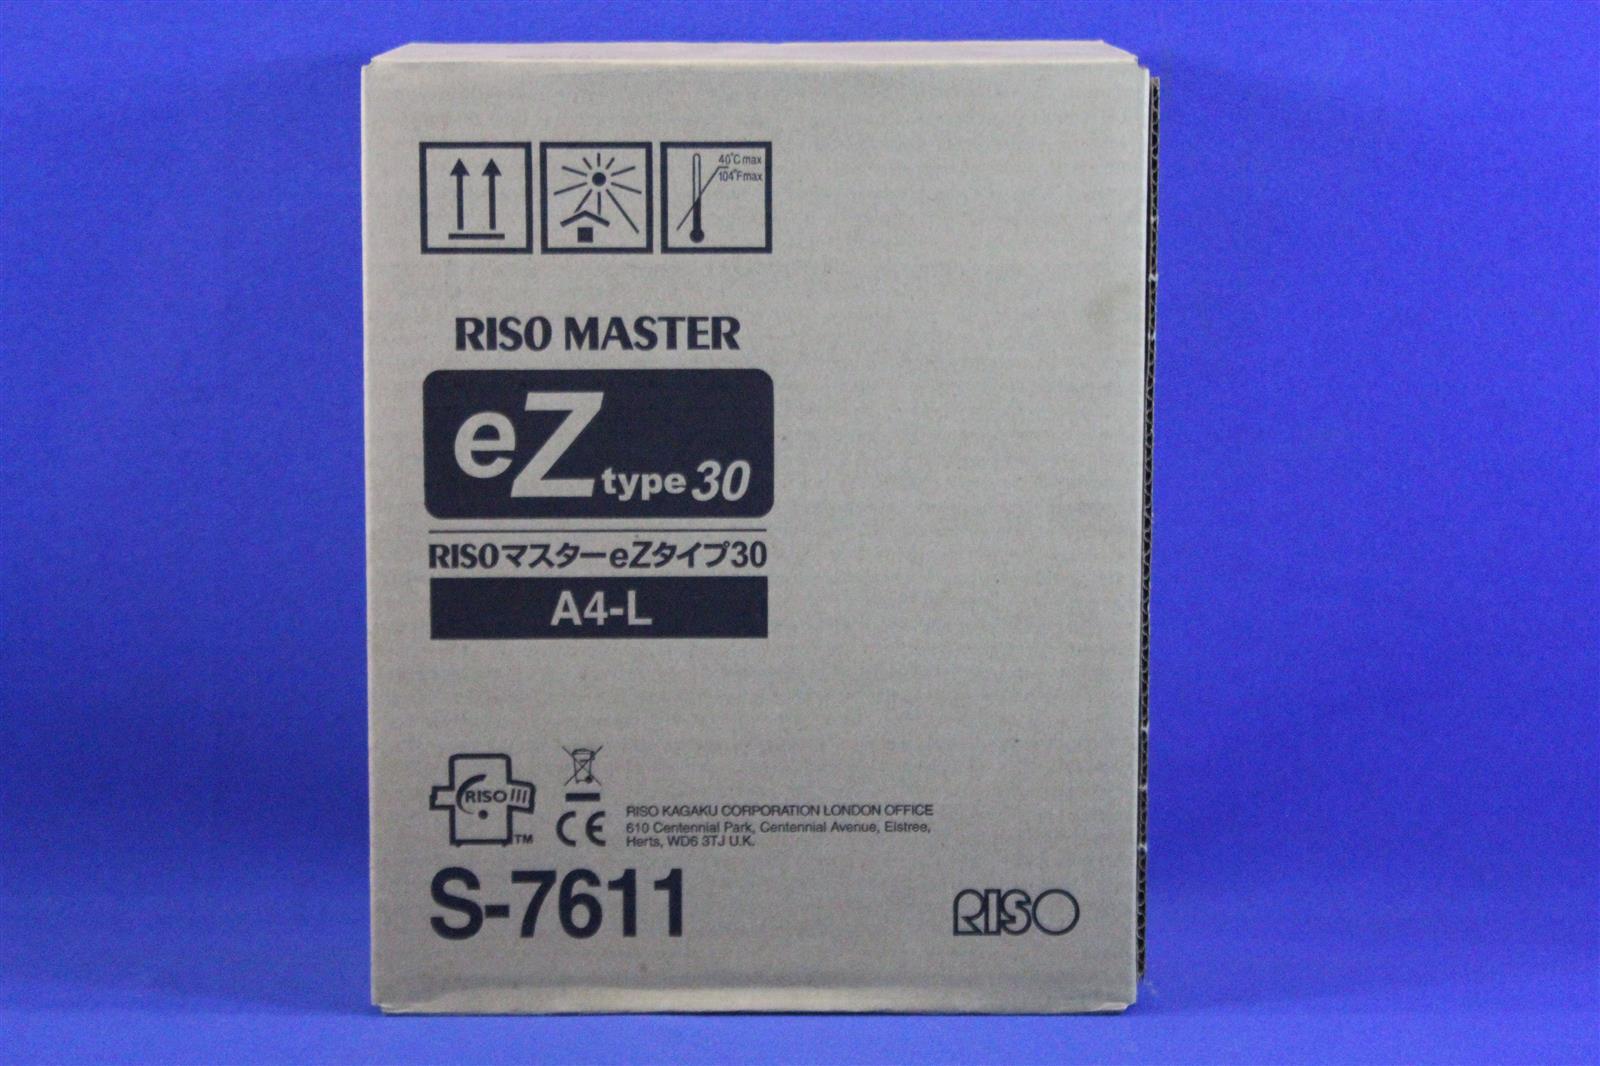 40°C max
104°F max
RISO MASTER
eZ type 30
RISOマスターeZタイプ30
A4-L
RISO
TM
CE
RISO KAGAKU CORPORATION LONDON OFFICE
610 Centennial Park, Centennial Avenue, Elstree,
Herts, WD6 3TJ U.K.
S-7611
RISO